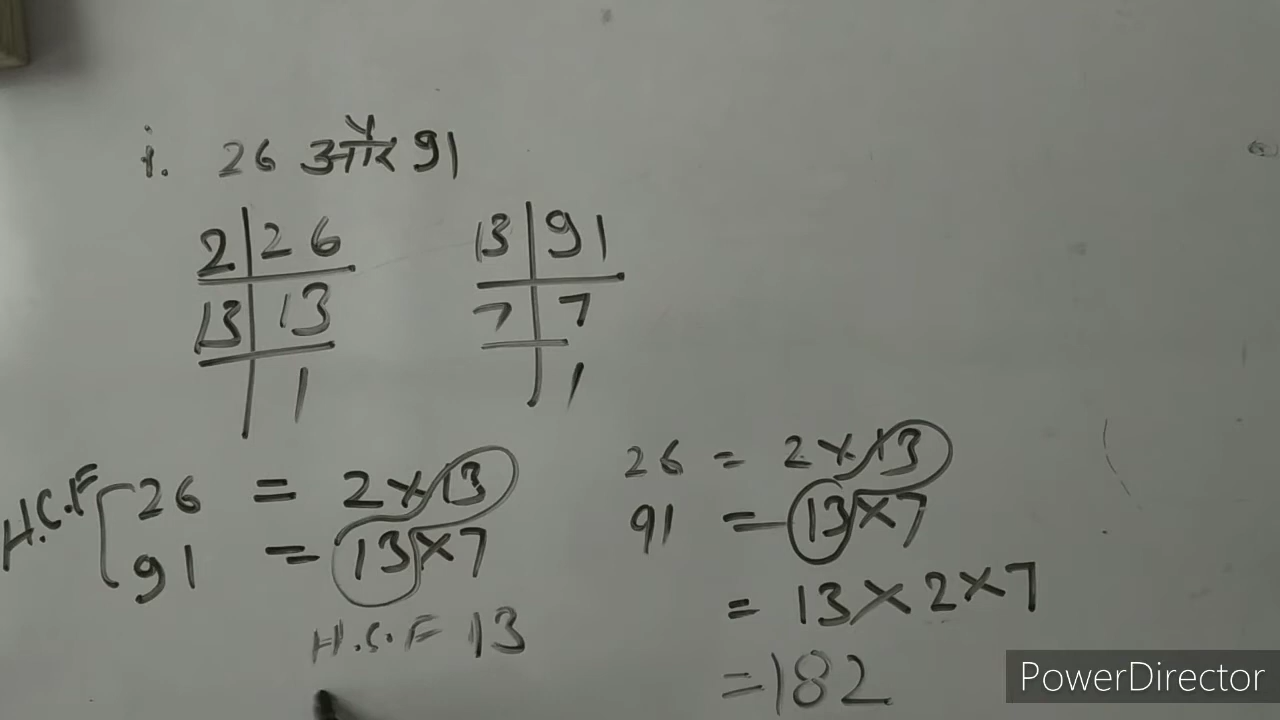 i. 26 और 91
2 | 26
13 | 13
1
13 | 91
7 | 7
1
H.C.F
26 = 2 × 13
91 = 13 × 7
H.C.F 13
26 = 2 × 13
91 = 13 × 7
= 13 × 2 × 7
= 182
PowerDirector